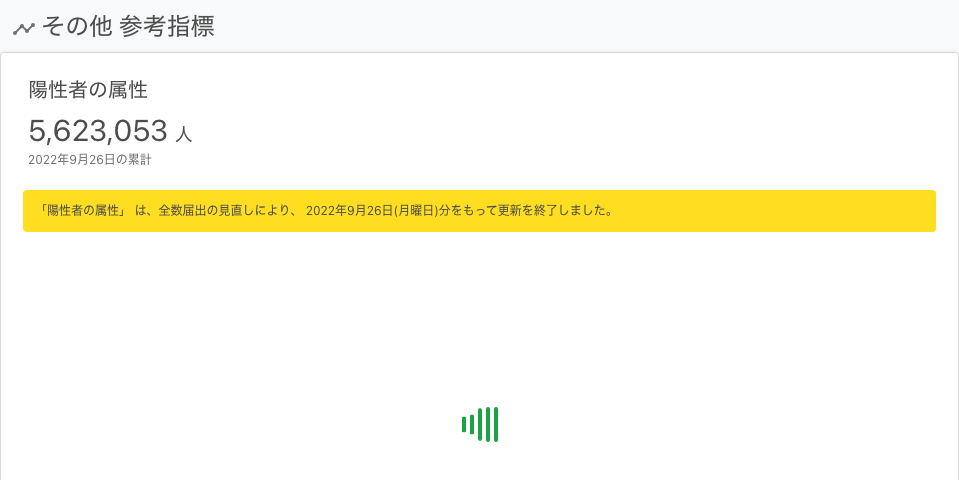 その他 参考指標
陽性者の属性
5,623,053 人
2022年9月26日の累計
「陽性者の属性」 は、全数届出の見直しにより、 2022年9月26日(月曜日)分をもって更新を終了しました。